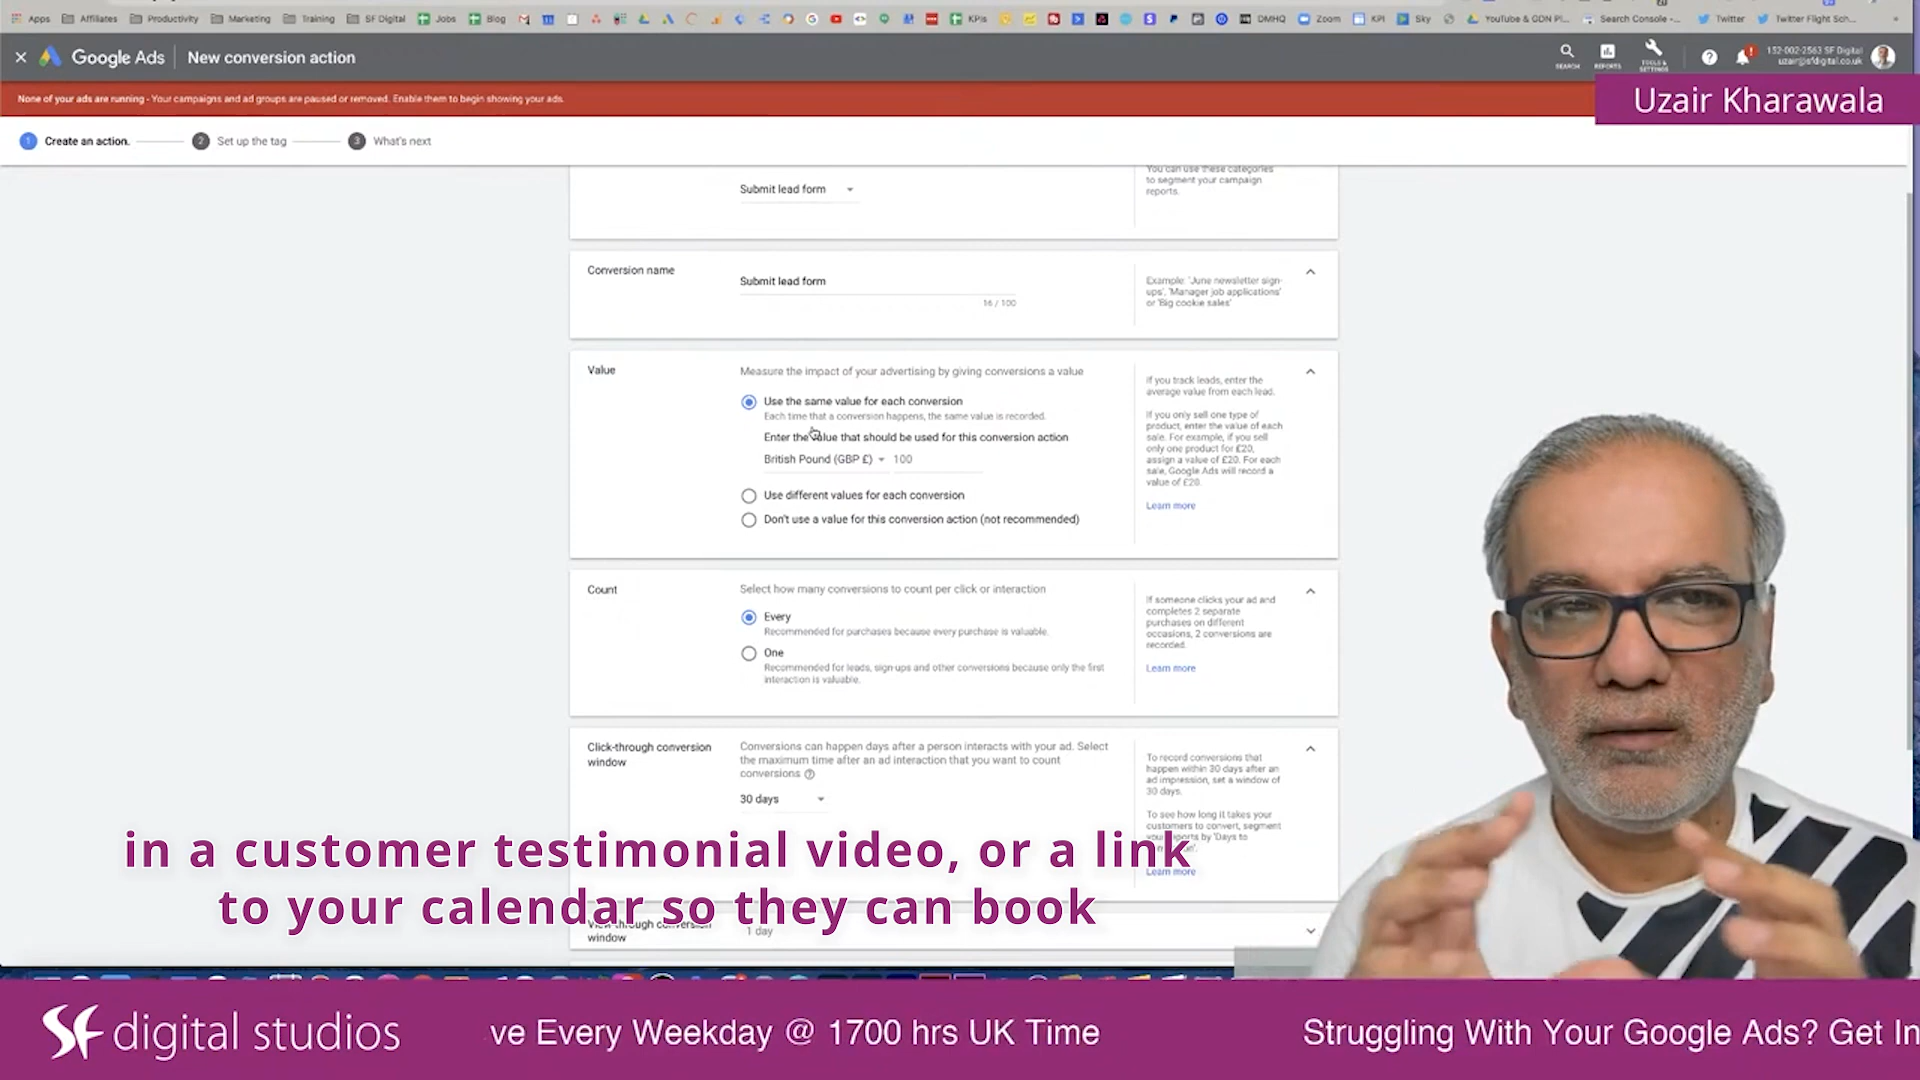 Apps
Affiliates
Productivity
Marketing
Training
SF Digital
Jobs
Blog
KPIs
DMHQ
Zoom
KPI
Sky
YouTube & GDN Pl...
Search Console -...
Twitter
Twitter Flight Sch...
Google Ads
New conversion action
SEARCH
REPORTS
TOOLS & SETTINGS
152-002-2563 SF Digital
uzair@sfdigital.co.uk
None of your ads are running - Your campaigns and ad groups are paused or removed. Enable them to begin showing your ads.
Uzair Kharawala
1 Create an action.
2 Set up the tag
3 What's next
Submit lead form
You can use these categories
to segment your campaign
reports.
Conversion name
Submit lead form
16 / 100
Example: 'June newsletter sign-
ups', 'Manager job applications'
or 'Big cookie sales'
Value
Measure the impact of your advertising by giving conversions a value
Use the same value for each conversion
Each time that a conversion happens, the same value is recorded.
Enter the value that should be used for this conversion action
British Pound (GBP £) 100
Use different values for each conversion
Don't use a value for this conversion action (not recommended)
If you track leads, enter the
average value from each lead.
If you only sell one type of
product, enter the value of each
sale. For example, if you sell
only one product for £20,
assign a value of £20. For each
sale, Google Ads will record a
value of £20.
Learn more
Count
Select how many conversions to count per click or interaction
Every
Recommended for purchases because every purchase is valuable.
One
Recommended for leads, sign-ups and other conversions because only the first
interaction is valuable.
If someone clicks your ad and
completes 2 separate
purchases on different
occasions, 2 conversions are
recorded.
Learn more
Click-through conversion
window
Conversions can happen days after a person interacts with your ad. Select
the maximum time after an ad interaction that you want to count
conversions
30 days
To record conversions that
happen within 30 days after an
ad impression, set a window of
30 days.
To see how long it takes your
customers to convert, segment
your reports by 'Days to
Learn more
View-through conversion
window
1 day
in a customer testimonial video, or a link
to your calendar so they can book
SF digital studios
ve Every Weekday @ 1700 hrs UK Time
Struggling With Your Google Ads? Get In